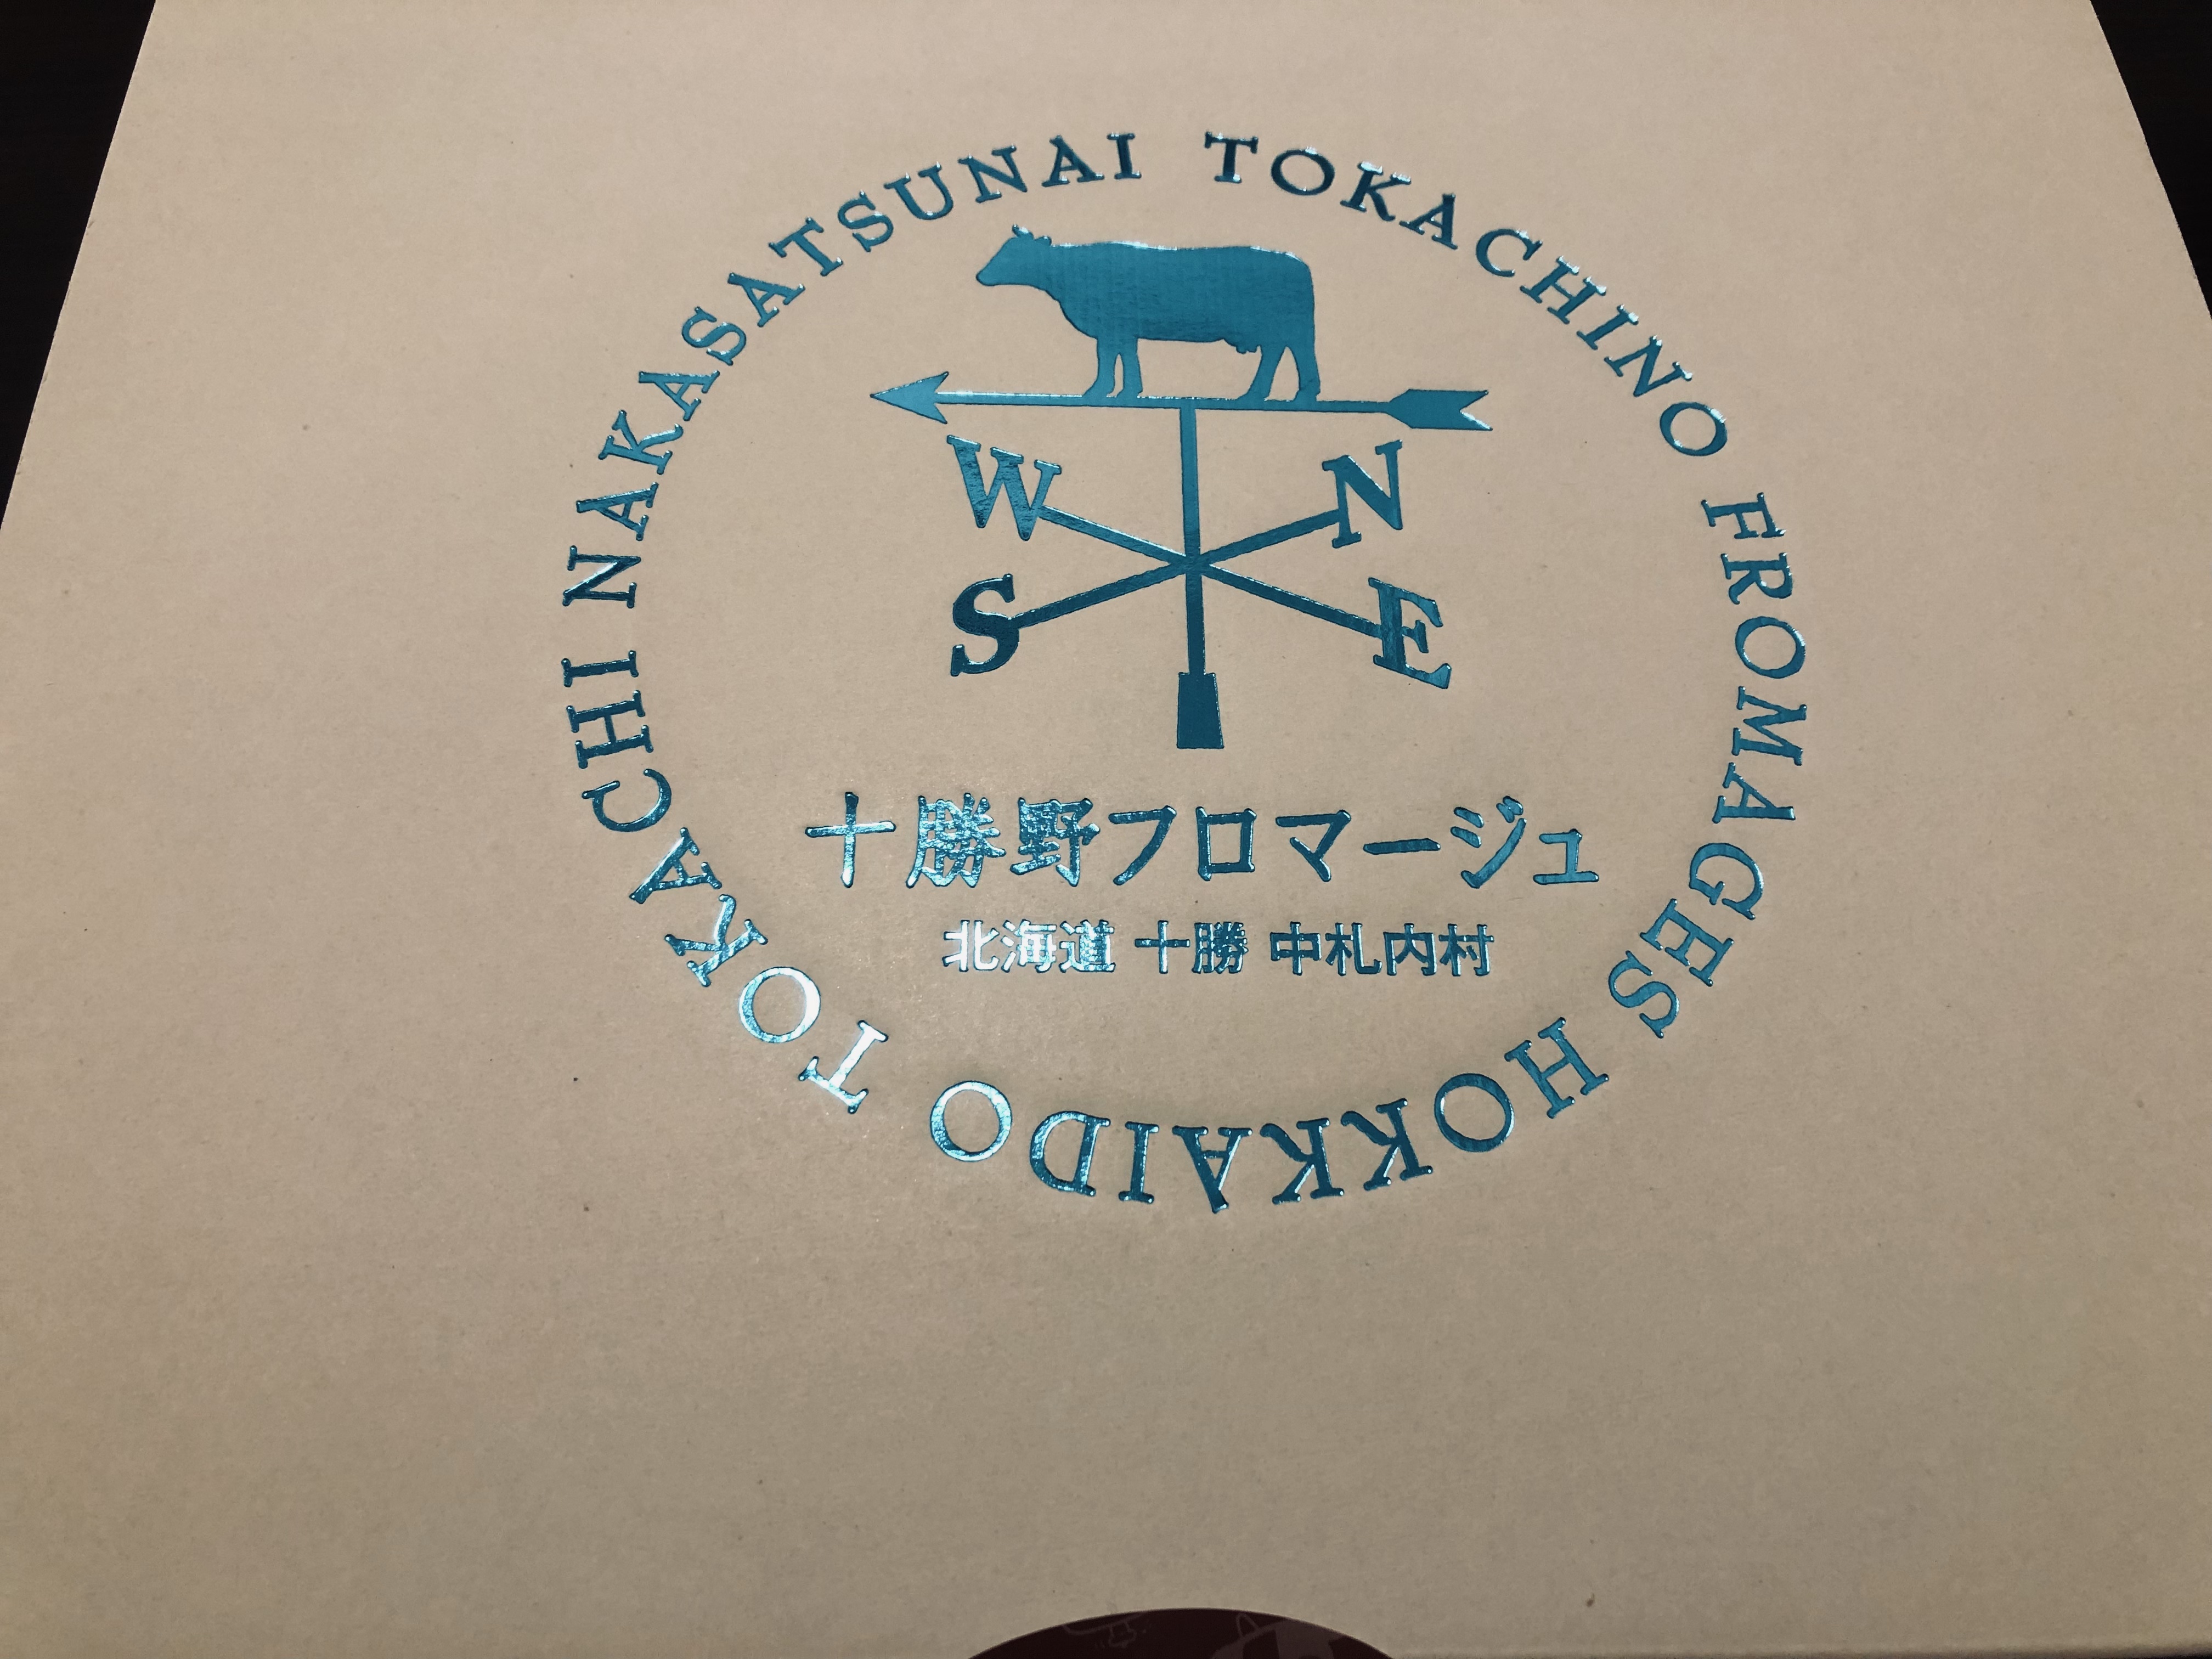 TOKACHINO FROMAGES HOKKAIDO TOKACHI NAKASATSUNAI
W N
S E
十勝野フロマージュ
北海道 十勝 中札内村